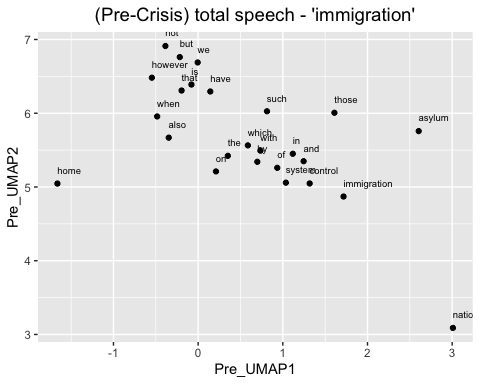 (Pre-Crisis) total speech - 'immigration'
7
6
5
4
3
Pre_UMAP2
not
but
we
however
is
that
have
when
also
such
those
asylum
which
with
the
by
in
and
on
of
system
control
home
immigration
natio
-1
0
1
2
3
Pre_UMAP1